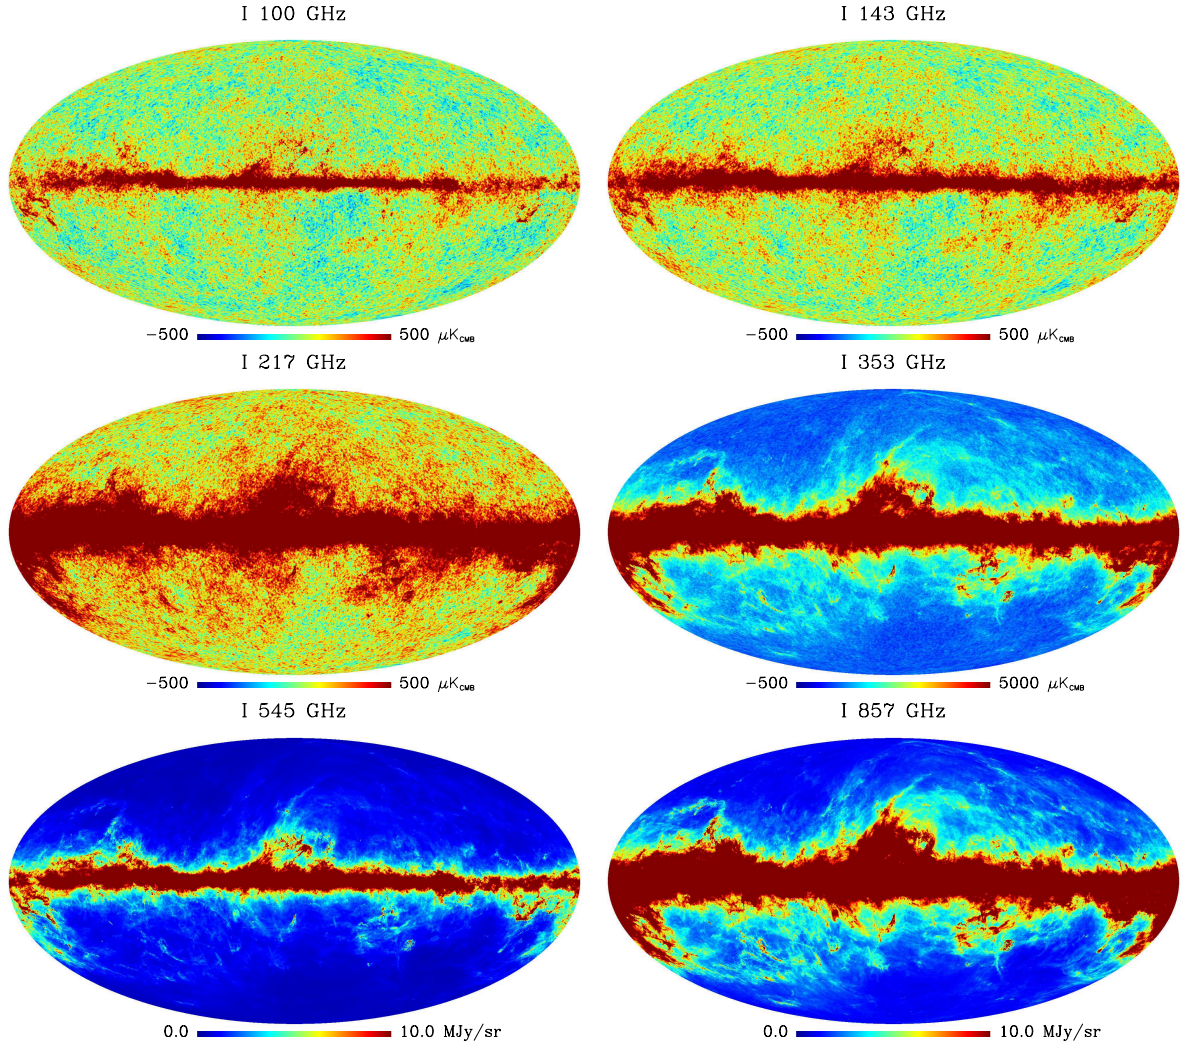 I 100 GHz
I 143 GHz
-500 500 μK_CMB
-500 500 μK_CMB
I 217 GHz
I 353 GHz
-500 500 μK_CMB
-500 5000 μK_CMB
I 545 GHz
I 857 GHz
0.0 10.0 MJy/sr
0.0 10.0 MJy/sr